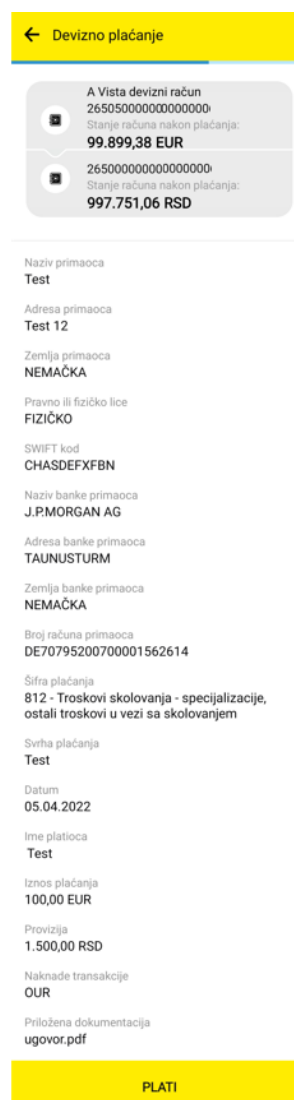 Devizno plaćanje
A Vista devizni račun
265050000000000000
Stanje računa nakon plaćanja:
99.899,38 EUR
265000000000000000
Stanje računa nakon plaćanja:
997.751,06 RSD
Naziv primaoca
Test
Adresa primaoca
Test 12
Zemlja primaoca
NEMAČKA
Pravno ili fizičko lice
FIZIČKO
SWIFT kod
CHASDEFXFBN
Naziv banke primaoca
J.P.MORGAN AG
Adresa banke primaoca
TAUNUSTURM
Zemlja banke primaoca
NEMAČKA
Broj računa primaoca
DE70795200700001562614
Šifra plaćanja
812 - Troskovi skolovanja - specijalizacije,
ostali troskovi u vezi sa skolovanjem
Svrha plaćanja
Test
Datum
05.04.2022
Ime platioca
Test
Iznos plaćanja
100,00 EUR
Provizija
1.500,00 RSD
Naknade transakcije
OUR
Priložena dokumentacija
ugovor.pdf
PLATI